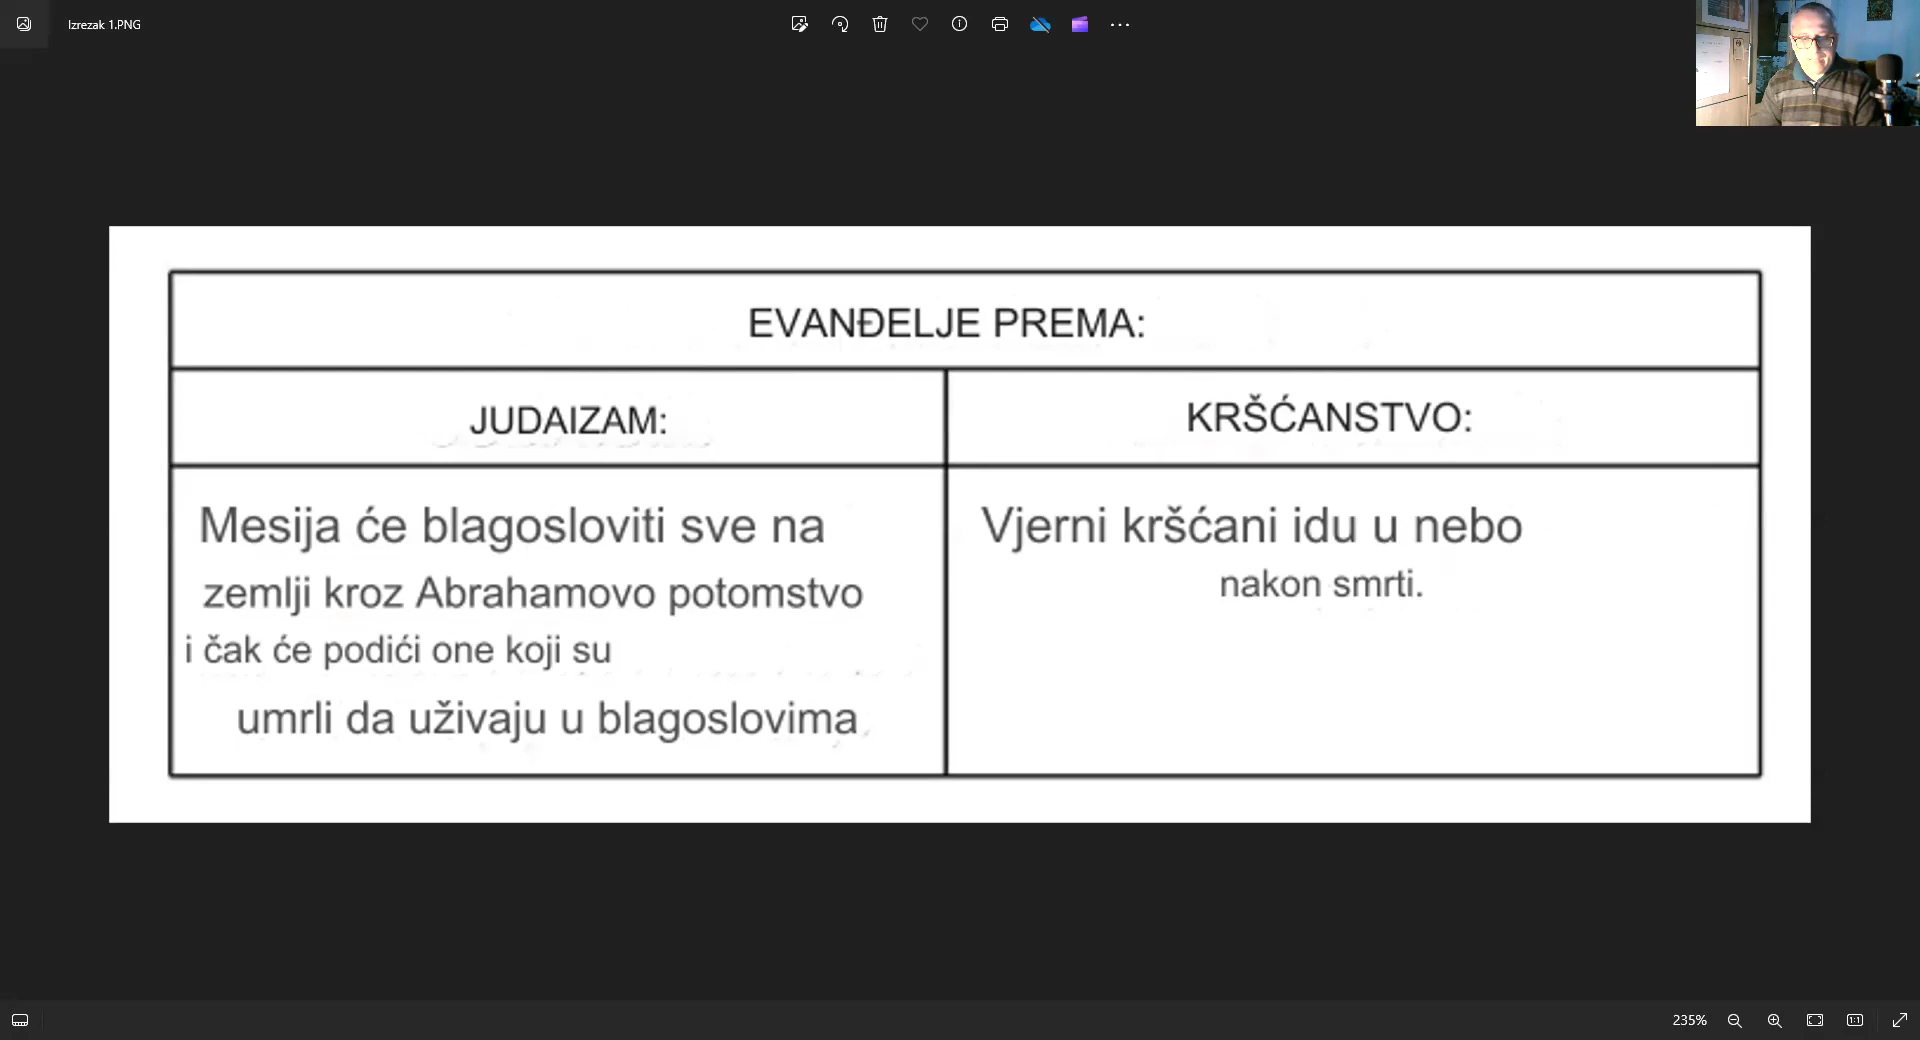 Izrezak 1.PNG
EVANĐELJE PREMA:
JUDAIZAM:
KRŠĆANSTVO:
Mesija će blagosloviti sve na
zemlji kroz Abrahamovo potomstvo
i čak će podići one koji su
umrli da uživaju u blagoslovima
Vjerni kršćani idu u nebo
nakon smrti.
235%